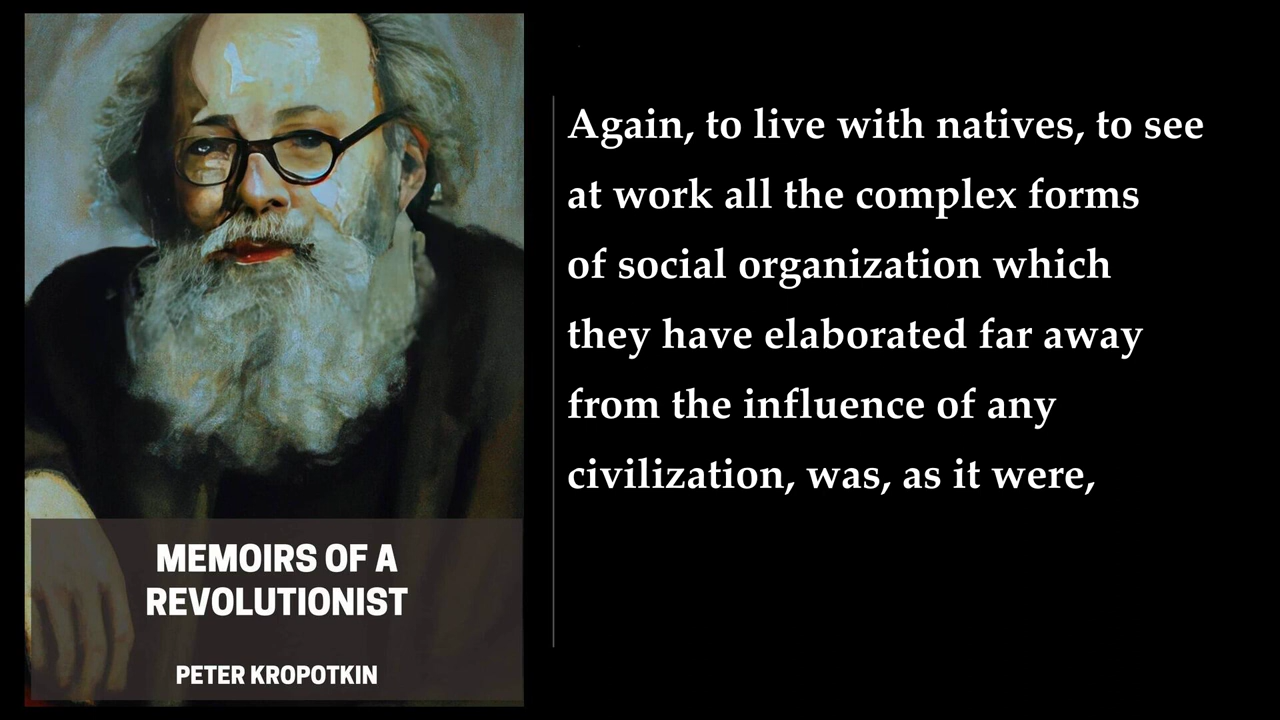 MEMOIRS OF A
REVOLUTIONIST
PETER KROPOTKIN
Again, to live with natives, to see
at work all the complex forms
of social organization which
they have elaborated far away
from the influence of any
civilization, was, as it were,